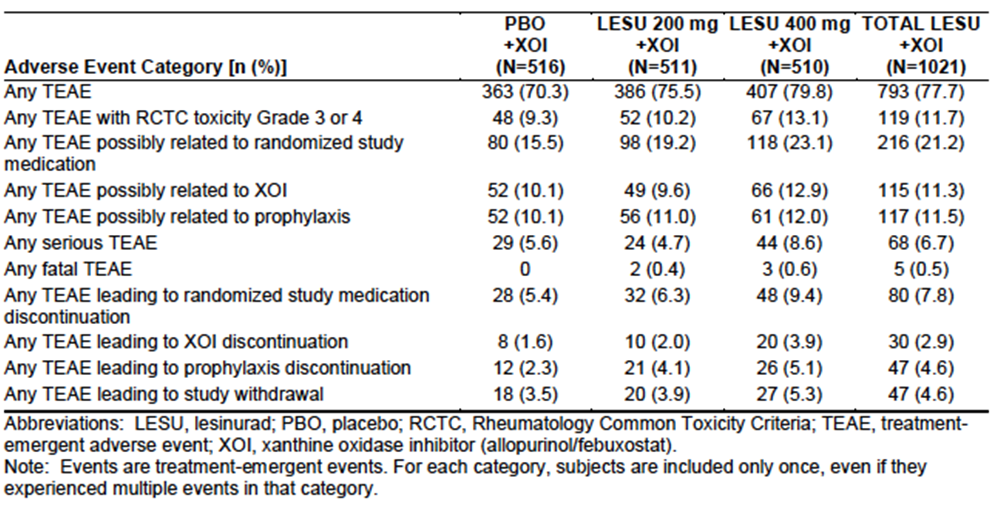 PBO LESU 200 mg LESU 400 mg TOTAL LESU
+XOI +XOI +XOI +XOI
Adverse Event Category [n (%)] (N=516) (N=511) (N=510) (N=1021)
Any TEAE 363 (70.3) 386 (75.5) 407 (79.8) 793 (77.7)
Any TEAE with RCTC toxicity Grade 3 or 4 48 (9.3) 52 (10.2) 67 (13.1) 119 (11.7)
Any TEAE possibly related to randomized study 80 (15.5) 98 (19.2) 118 (23.1) 216 (21.2)
medication
Any TEAE possibly related to XOI 52 (10.1) 49 (9.6) 66 (12.9) 115 (11.3)
Any TEAE possibly related to prophylaxis 52 (10.1) 56 (11.0) 61 (12.0) 117 (11.5)
Any serious TEAE 29 (5.6) 24 (4.7) 44 (8.6) 68 (6.7)
Any fatal TEAE 0 2 (0.4) 3 (0.6) 5 (0.5)
Any TEAE leading to randomized study medication 28 (5.4) 32 (6.3) 48 (9.4) 80 (7.8)
discontinuation
Any TEAE leading to XOI discontinuation 8 (1.6) 10 (2.0) 20 (3.9) 30 (2.9)
Any TEAE leading to prophylaxis discontinuation 12 (2.3) 21 (4.1) 26 (5.1) 47 (4.6)
Any TEAE leading to study withdrawal 18 (3.5) 20 (3.9) 27 (5.3) 47 (4.6)
Abbreviations: LESU, lesinurad; PBO, placebo; RCTC, Rheumatology Common Toxicity Criteria; TEAE, treatment-
emergent adverse event; XOI, xanthine oxidase inhibitor (allopurinol/febuxostat).
Note: Events are treatment-emergent events. For each category, subjects are included only once, even if they
experienced multiple events in that category.